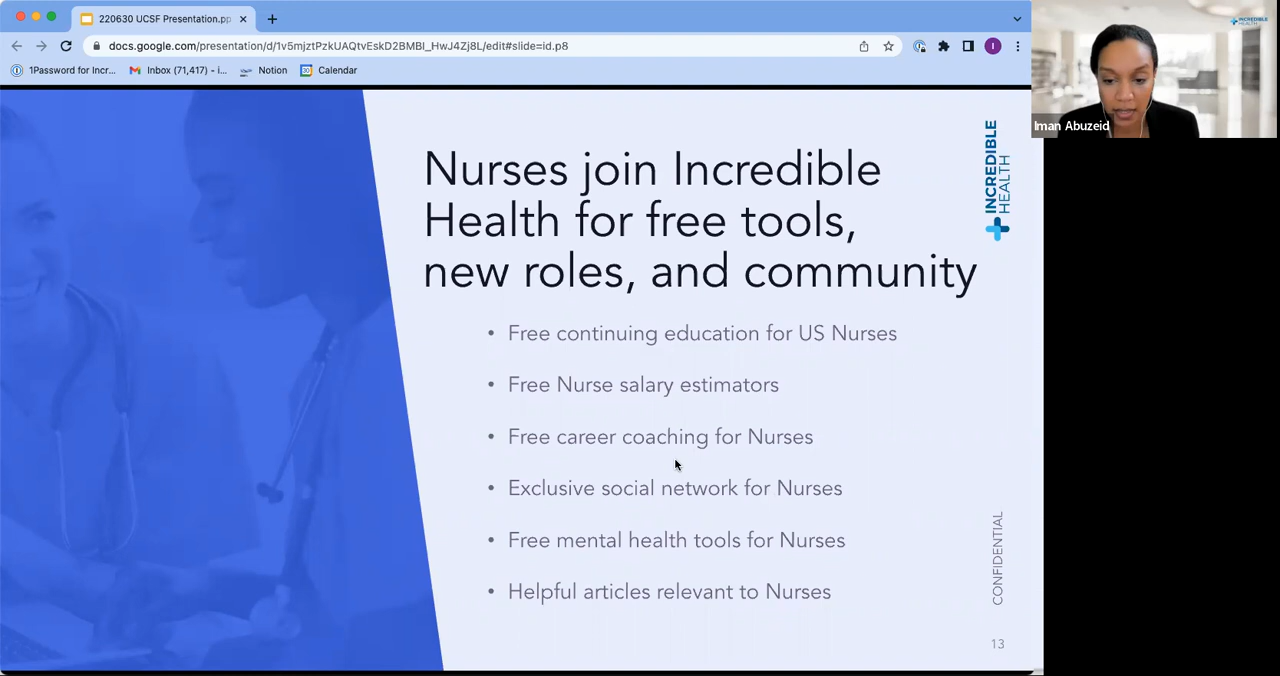 220630 UCSF Presentation.pp
docs.google.com/presentation/d/1v5mjztPzkUAQtvEskD2BMBI_HwJ4Zj8L/edit#slide=id.p8
1Password for Incr...
Inbox (71,417) - i...
Notion
Calendar
I
INCREDIBLE HEALTH
Iman Abuzeid
Nurses join Incredible
Health for free tools,
new roles, and community
INCREDIBLE
HEALTH
• Free continuing education for US Nurses
• Free Nurse salary estimators
• Free career coaching for Nurses
• Exclusive social network for Nurses
• Free mental health tools for Nurses
• Helpful articles relevant to Nurses
CONFIDENTIAL
13